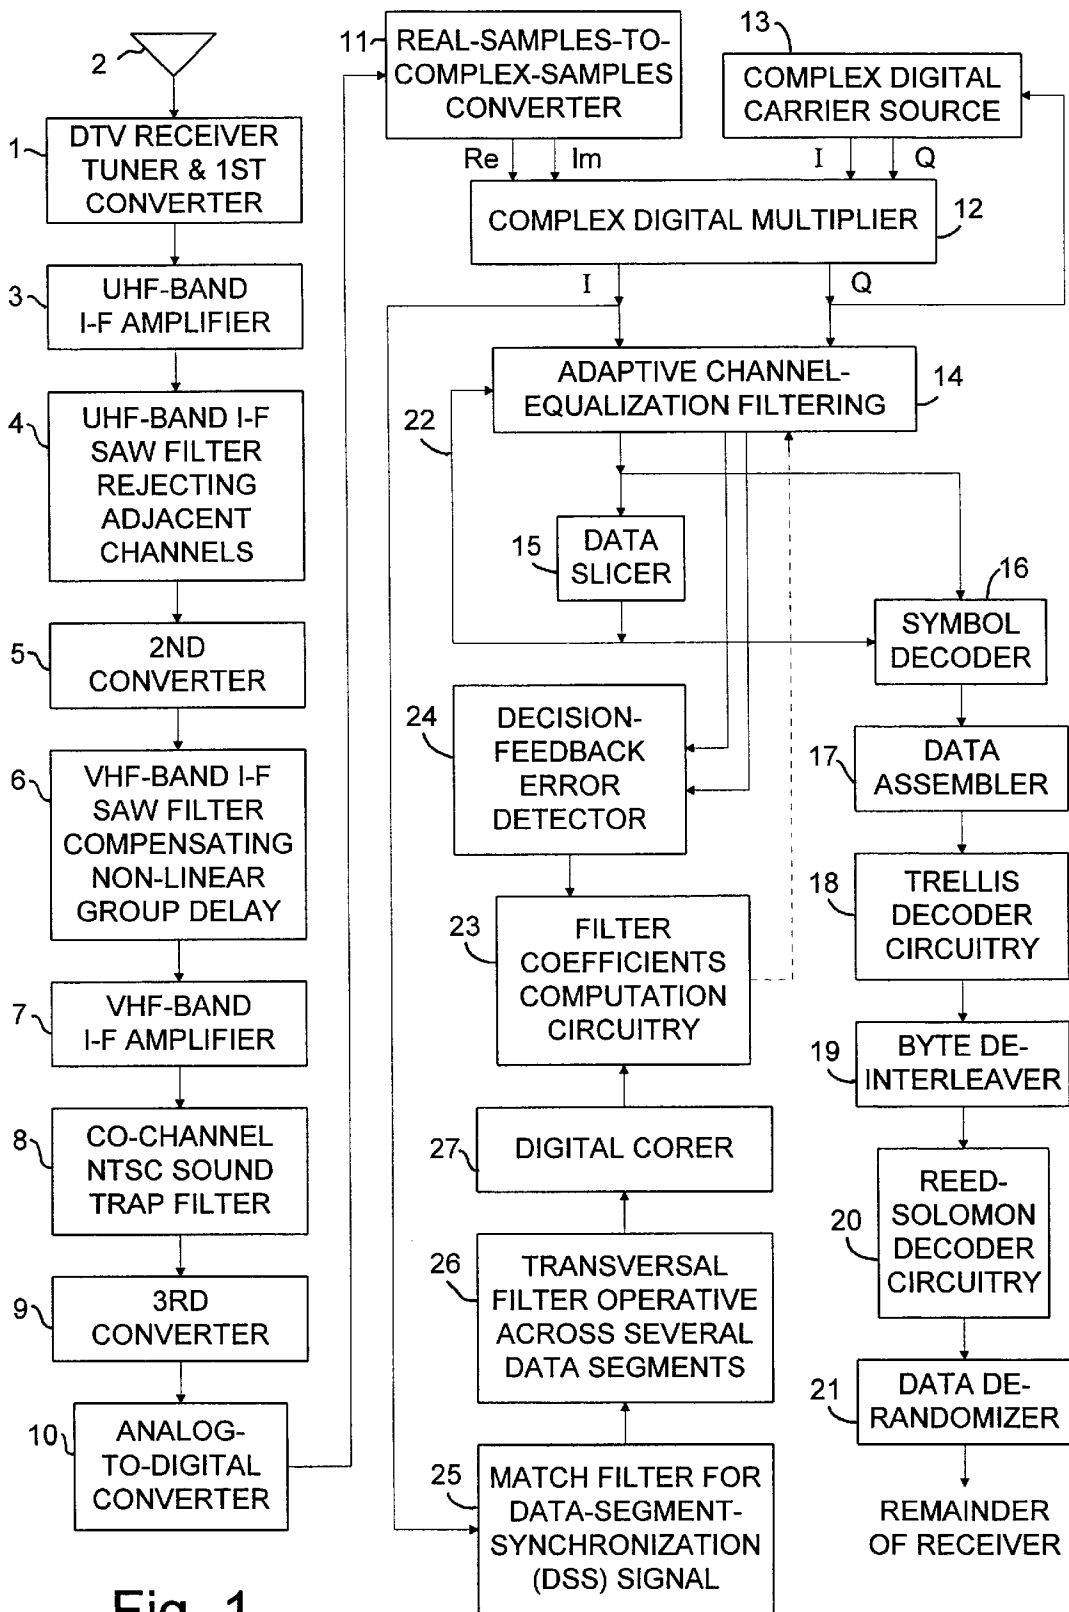 2
1
DTV RECEIVER
TUNER & 1ST
CONVERTER
3
UHF-BAND
I-F AMPLIFIER
4
UHF-BAND I-F
SAW FILTER
REJECTING
ADJACENT
CHANNELS
5
2ND
CONVERTER
6
VHF-BAND I-F
SAW FILTER
COMPENSATING
NON-LINEAR
GROUP DELAY
7
VHF-BAND
I-F AMPLIFIER
8
CO-CHANNEL
NTSC SOUND
TRAP FILTER
9
3RD
CONVERTER
10
ANALOG-
TO-DIGITAL
CONVERTER
Fig. 1
11
REAL-SAMPLES-TO-
COMPLEX-SAMPLES
CONVERTER
13
COMPLEX DIGITAL
CARRIER SOURCE
Re
Im
I
Q
COMPLEX DIGITAL MULTIPLIER
12
I
Q
ADAPTIVE CHANNEL-
EQUALIZATION FILTERING
14
22
15
DATA
SLICER
16
SYMBOL
DECODER
24
DECISION-
FEEDBACK
ERROR
DETECTOR
17
DATA
ASSEMBLER
23
FILTER
COEFFICIENTS
COMPUTATION
CIRCUITRY
18
TRELLIS
DECODER
CIRCUITRY
19
BYTE DE-
INTERLEAVER
27
DIGITAL CORER
20
REED-
SOLOMON
DECODER
CIRCUITRY
26
TRANSVERSAL
FILTER OPERATIVE
ACROSS SEVERAL
DATA SEGMENTS
21
DATA DE-
RANDOMIZER
25
MATCH FILTER FOR
DATA-SEGMENT-
SYNCHRONIZATION
(DSS) SIGNAL
REMAINDER
OF RECEIVER